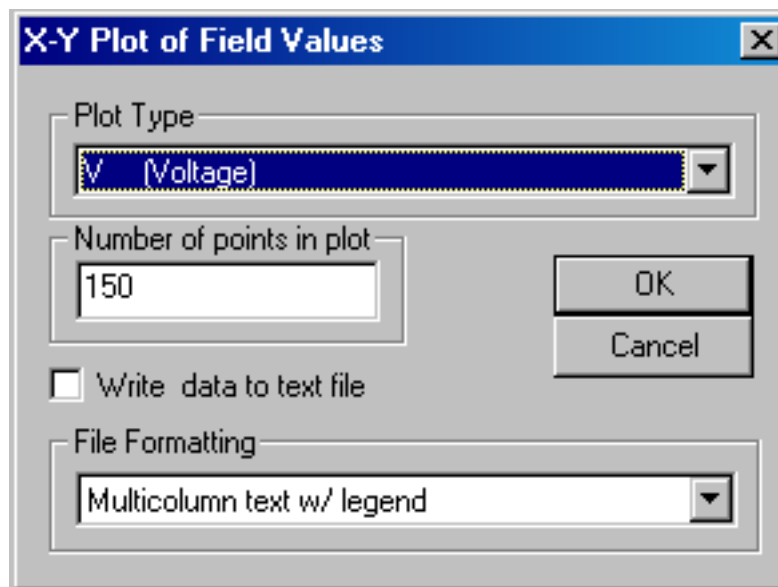 X-Y Plot of Field Values
Plot Type
V (Voltage)
Number of points in plot
150
OK
Cancel
Write data to text file
File Formatting
Multicolumn text w/ legend